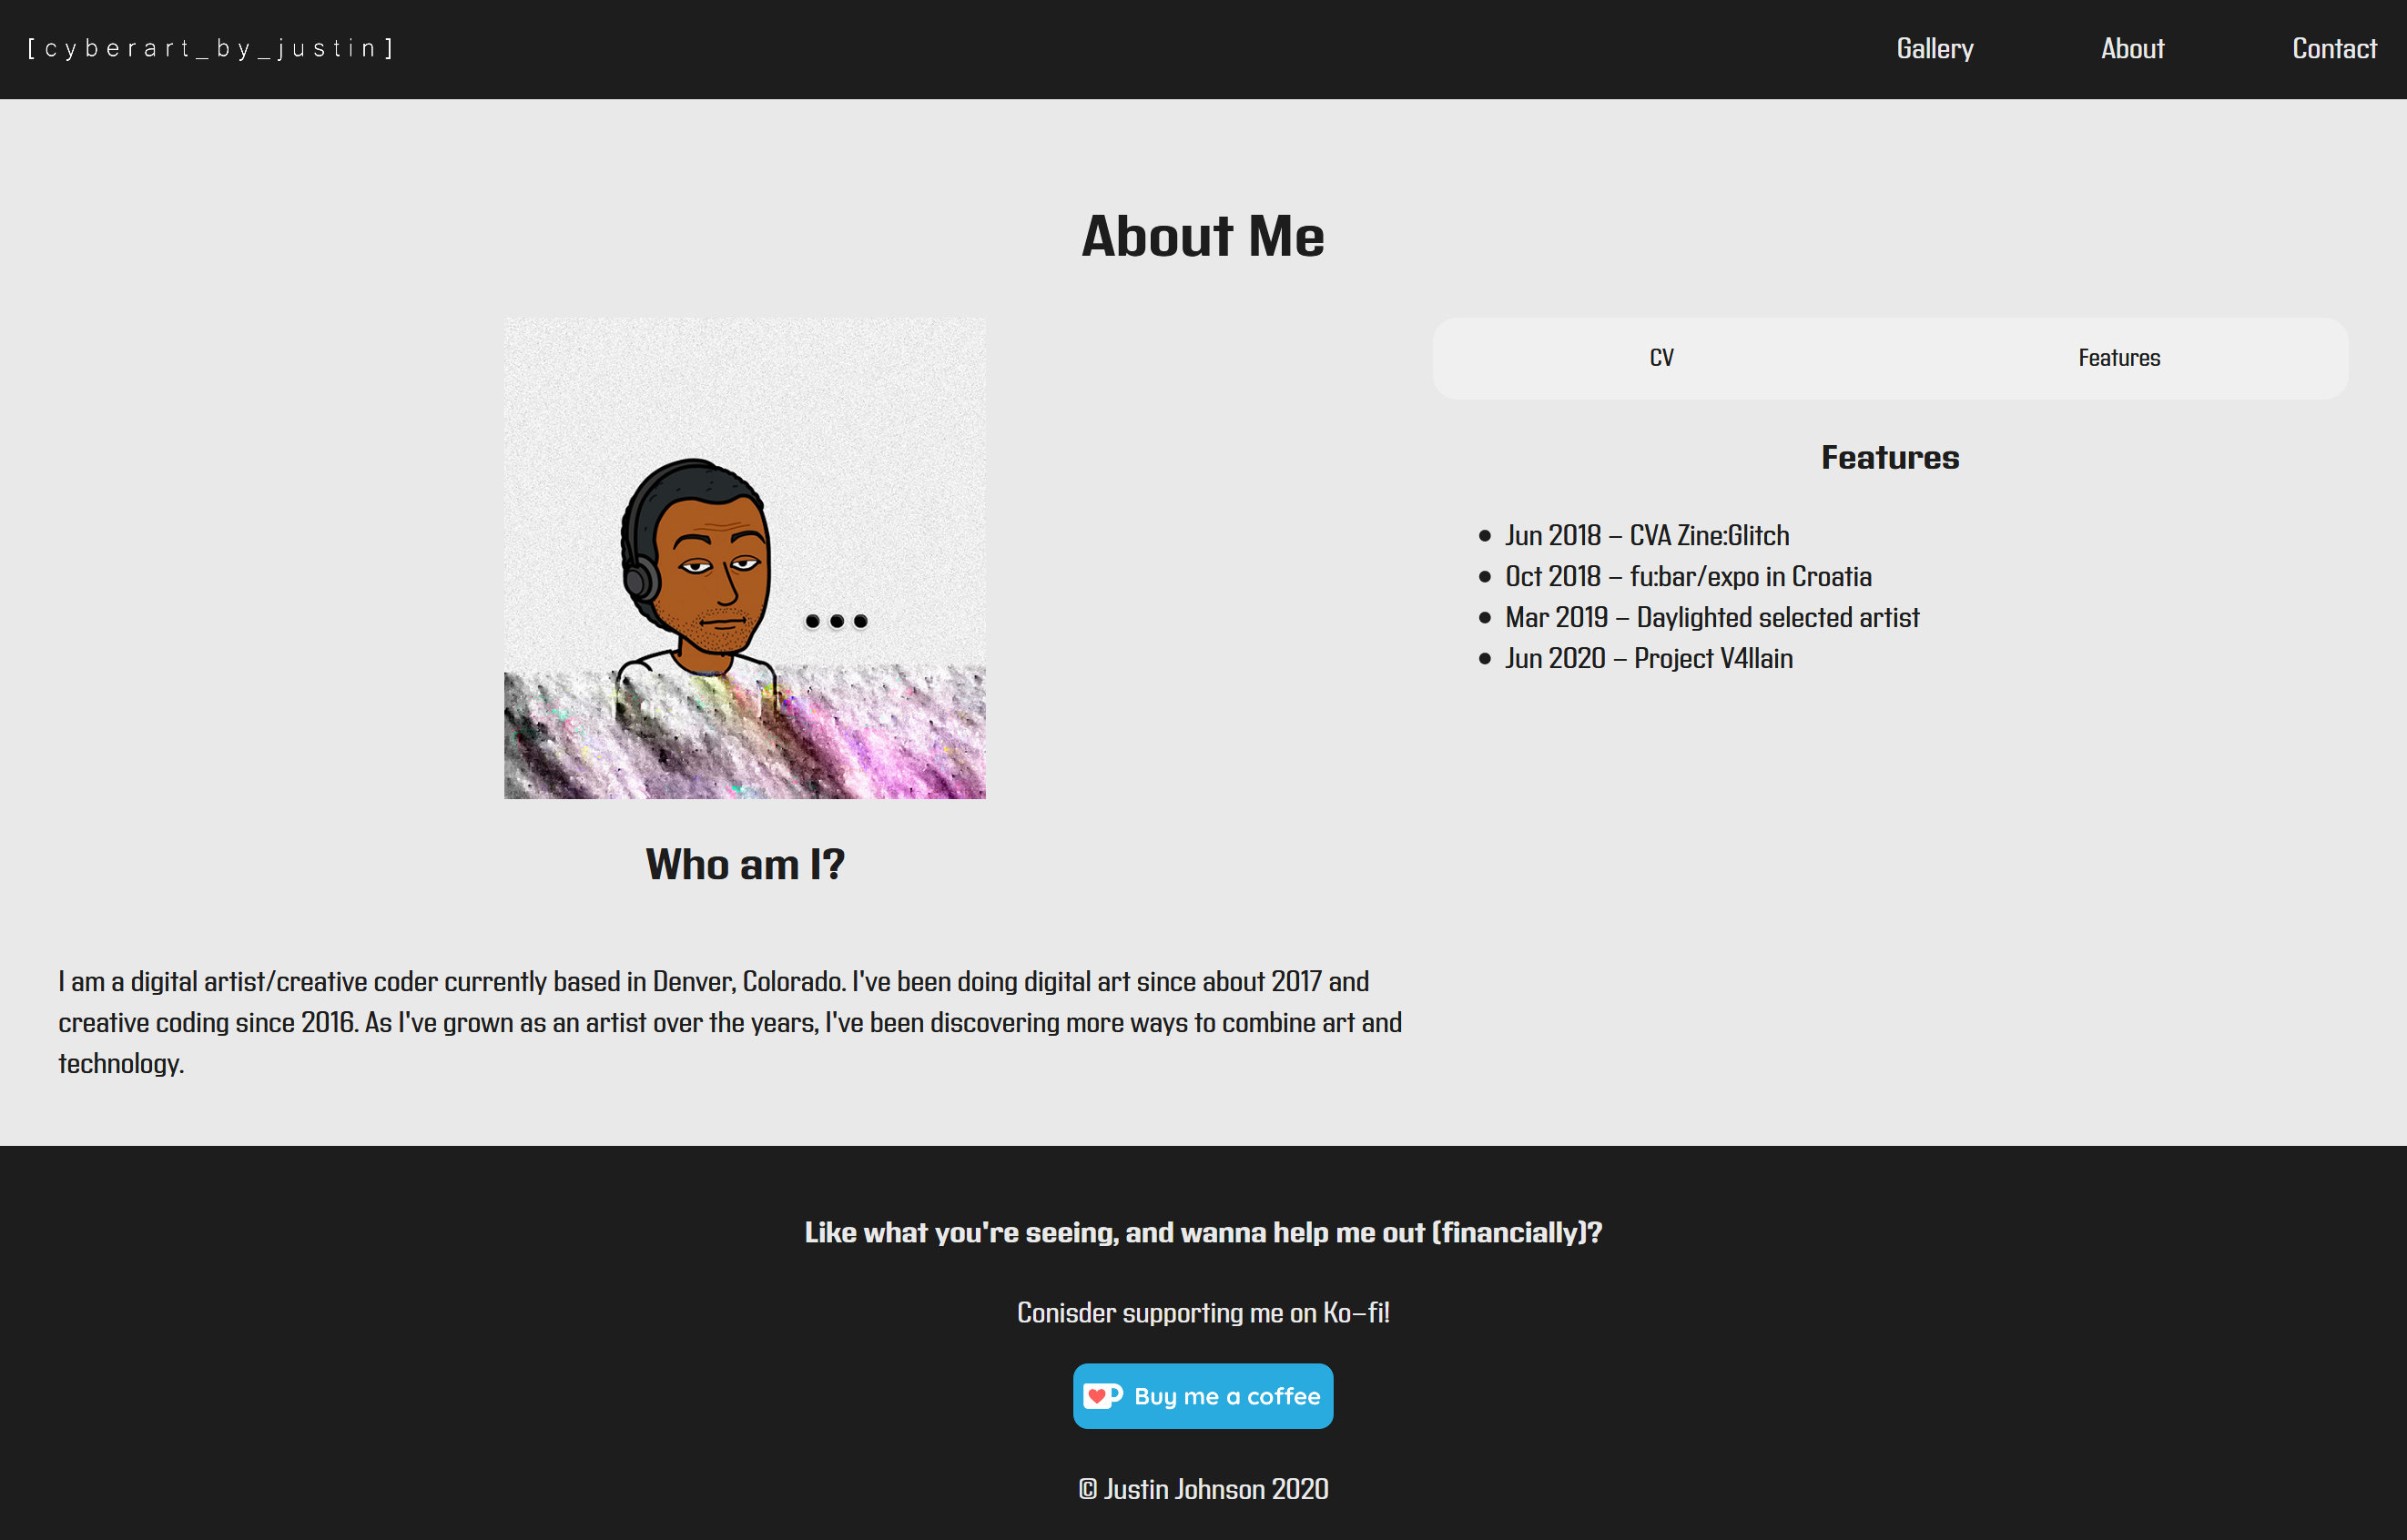 [cyberart_by_justin]
Gallery
About
Contact
About Me
CV
Features
Features
Jun 2018 – CVA Zine:Glitch
Oct 2018 – fu:bar/expo in Croatia
Mar 2019 – Daylighted selected artist
Jun 2020 – Project V4llain
Who am I?
I am a digital artist/creative coder currently based in Denver, Colorado. I've been doing digital art since about 2017 and
creative coding since 2016. As I've grown as an artist over the years, I've been discovering more ways to combine art and
technology.
Like what you're seeing, and wanna help me out (financially)?
Conisder supporting me on Ko-fi!
Buy me a coffee
© Justin Johnson 2020